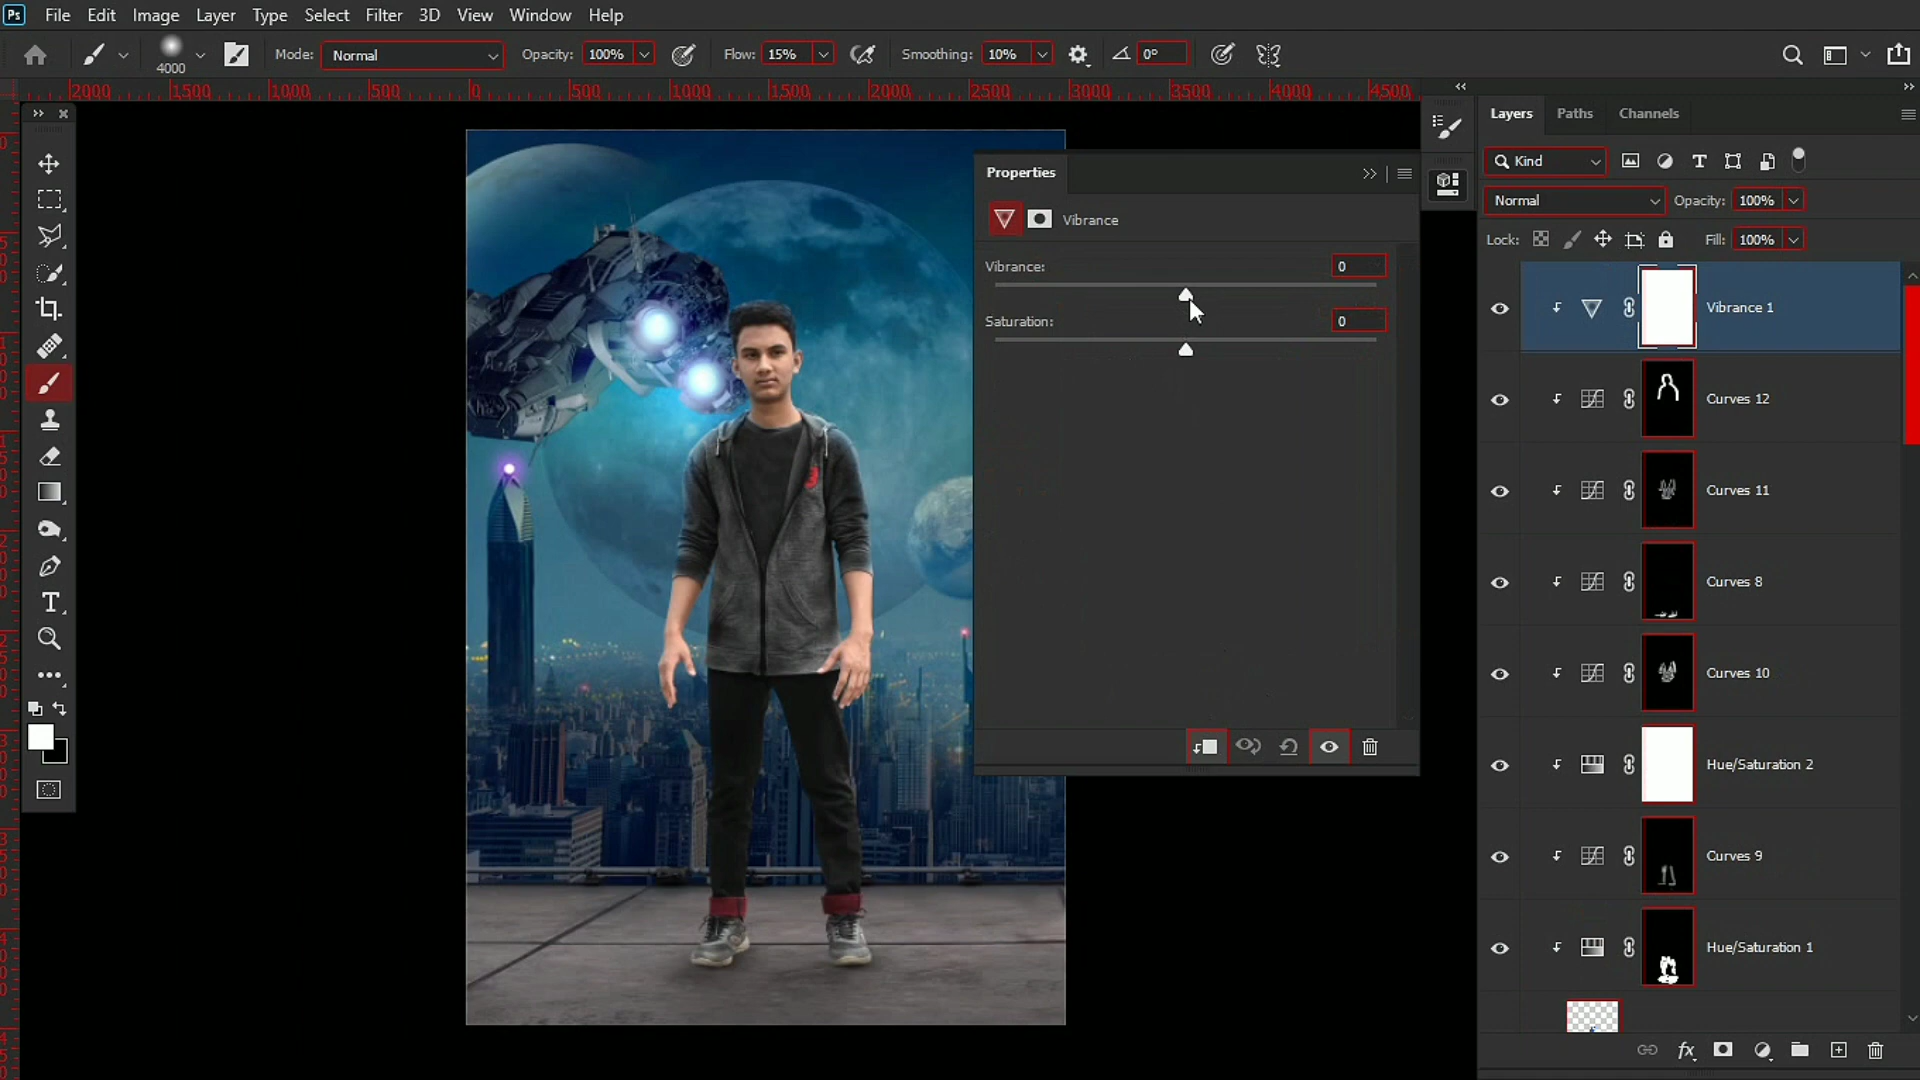 Ps File Edit Image Layer Type Select Filter 3D View Window Help
4000 Mode: Normal Opacity: 100% Flow: 15% Smoothing: 10% 0°
2000 1500 1000 500 0 500 1000 1500 2000 2500 3000 3500 4000 4500
Layers Paths Channels
Kind T
Normal Opacity: 100%
Lock: Fill: 100%
Properties
Vibrance
Vibrance: 0
Saturation: 0
Vibrance 1
Curves 12
Curves 11
Curves 8
Curves 10
Hue/Saturation 2
Curves 9
Hue/Saturation 1
fx